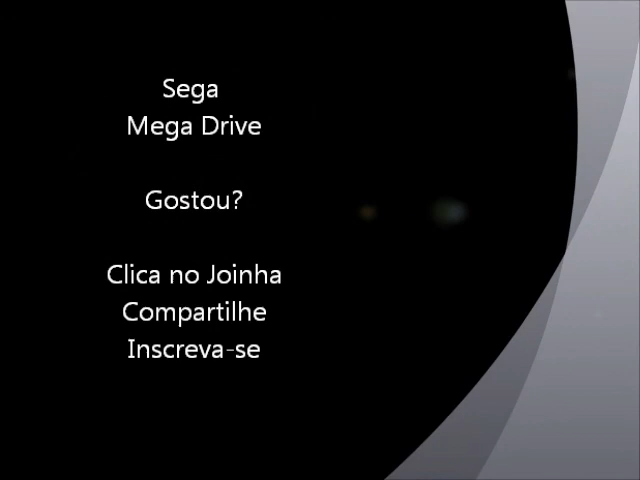 Sega
Mega Drive
Gostou?
Clica no Joinha
Compartilhe
Inscreva-se